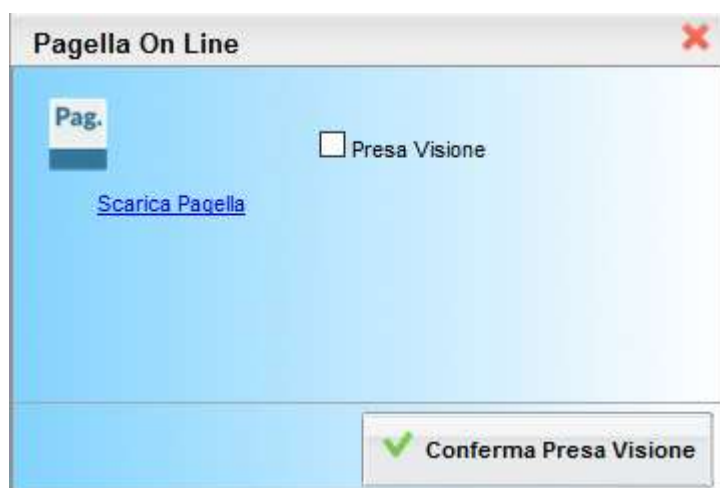 Pagella On Line
Pag.
Presa Visione
Scarica Pagella
Conferma Presa Visione